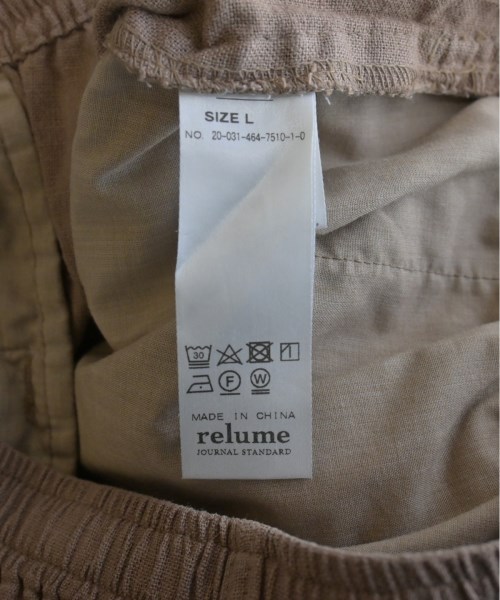 SIZE L
NO. 20-031-464-7510-1-0
30
F W
MADE IN CHINA
relume
JOURNAL STANDARD